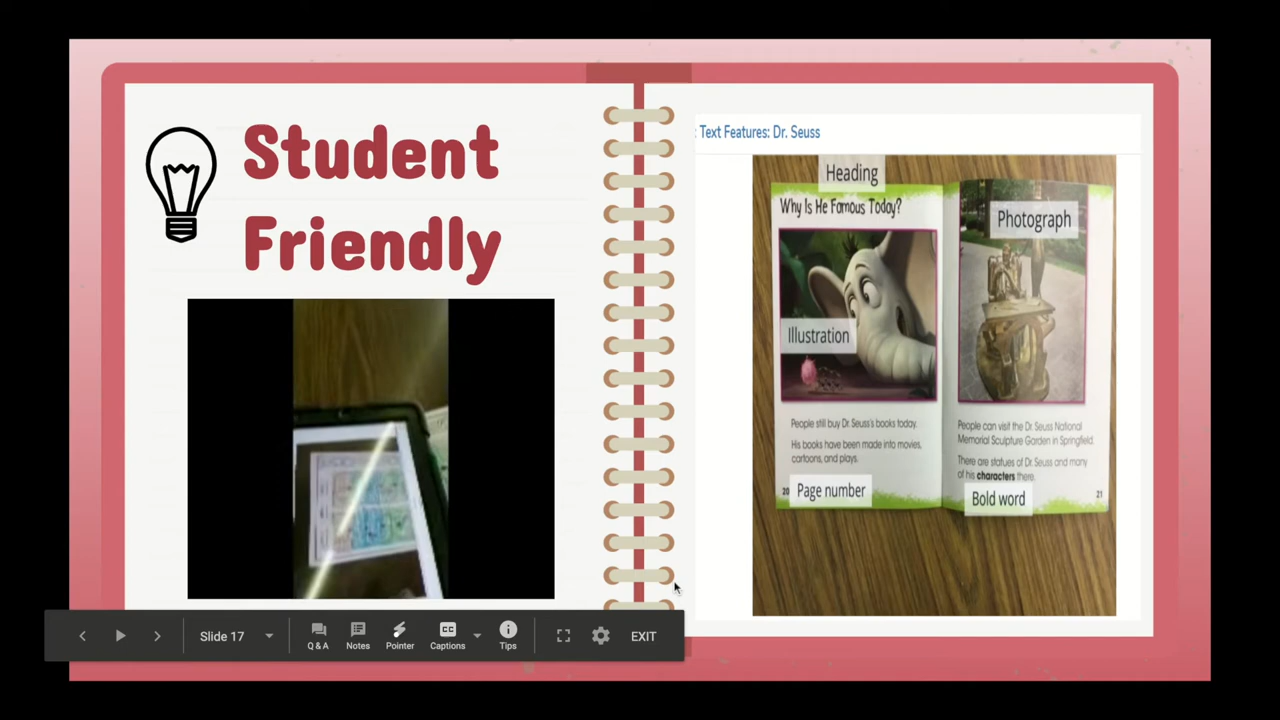 Student
Friendly
: Text Features: Dr. Seuss
Heading
Why Is He Famous Today?
Photograph
Illustration
People still buy Dr. Seuss's books today.
His books have been made into movies,
cartoons, and plays.
20
Page number
People can visit the Dr. Seuss National
Memorial Sculpture Garden in Springfield.
There are statues of Dr. Seuss and many
of his characters there.
Bold word
21
Slide 17
Q & A
Notes
Pointer
CC
Captions
Tips
EXIT